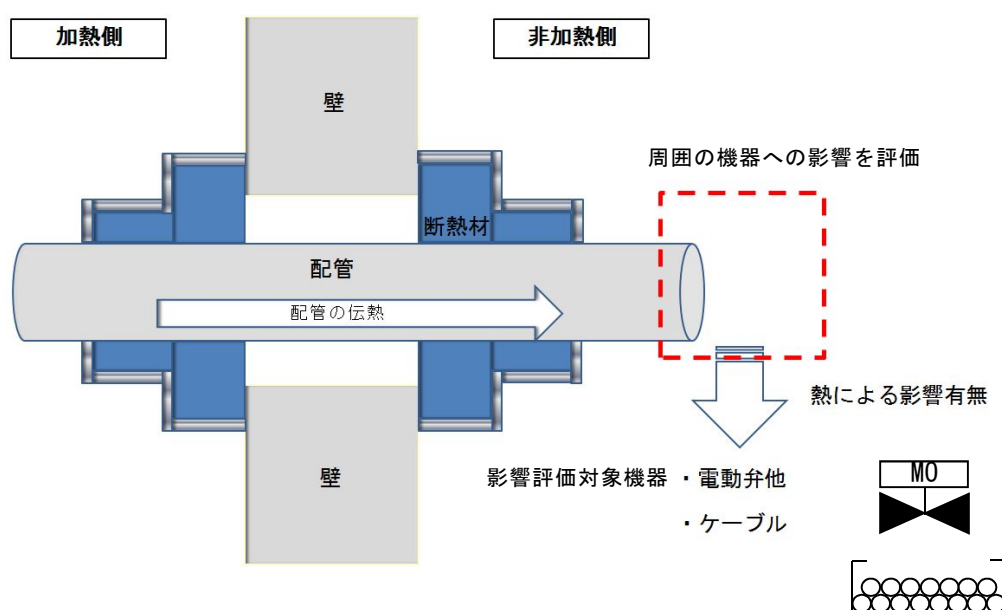 加熱側
非加熱側
壁
周囲の機器への影響を評価
断熱材
配管
配管の伝熱
熱による影響有無
壁
影響評価対象機器 ・電動弁他
・ケーブル
MO